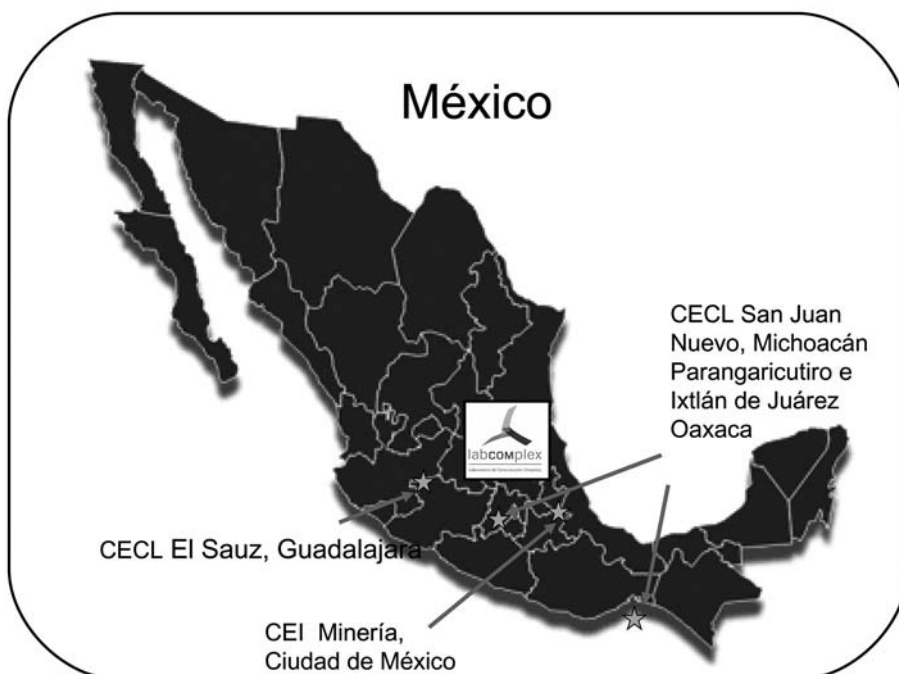 México
CECL San Juan
Nuevo, Michoacán
Parangaricutiro e
Ixtlán de Juárez
Oaxaca
labcomplex
CECL El Sauz, Guadalajara
CEI Minería,
Ciudad de México